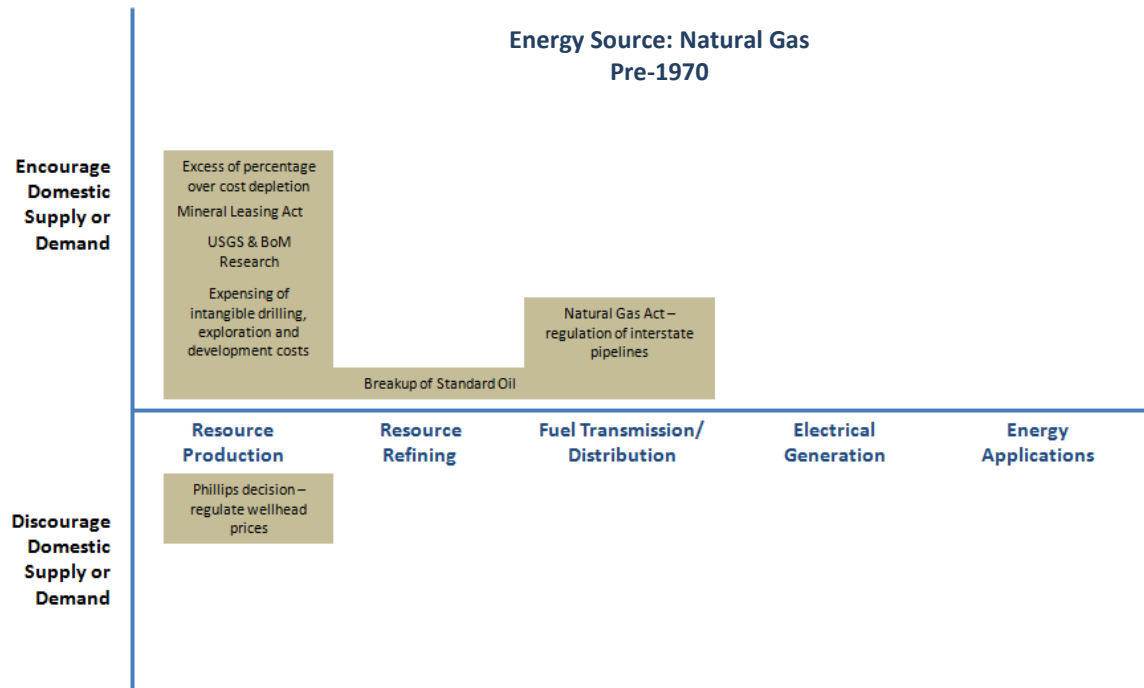 Energy Source: Natural Gas
Pre-1970
Encourage
Domestic
Supply or
Demand
Excess of percentage
over cost depletion
Mineral Leasing Act
USGS & BoM
Research
Expensing of
intangible drilling,
exploration and
development costs
Natural Gas Act –
regulation of interstate
pipelines
Breakup of Standard Oil
Resource
Production
Resource
Refining
Fuel Transmission/
Distribution
Electrical
Generation
Energy
Applications
Discourage
Domestic
Supply or
Demand
Phillips decision –
regulate wellhead
prices